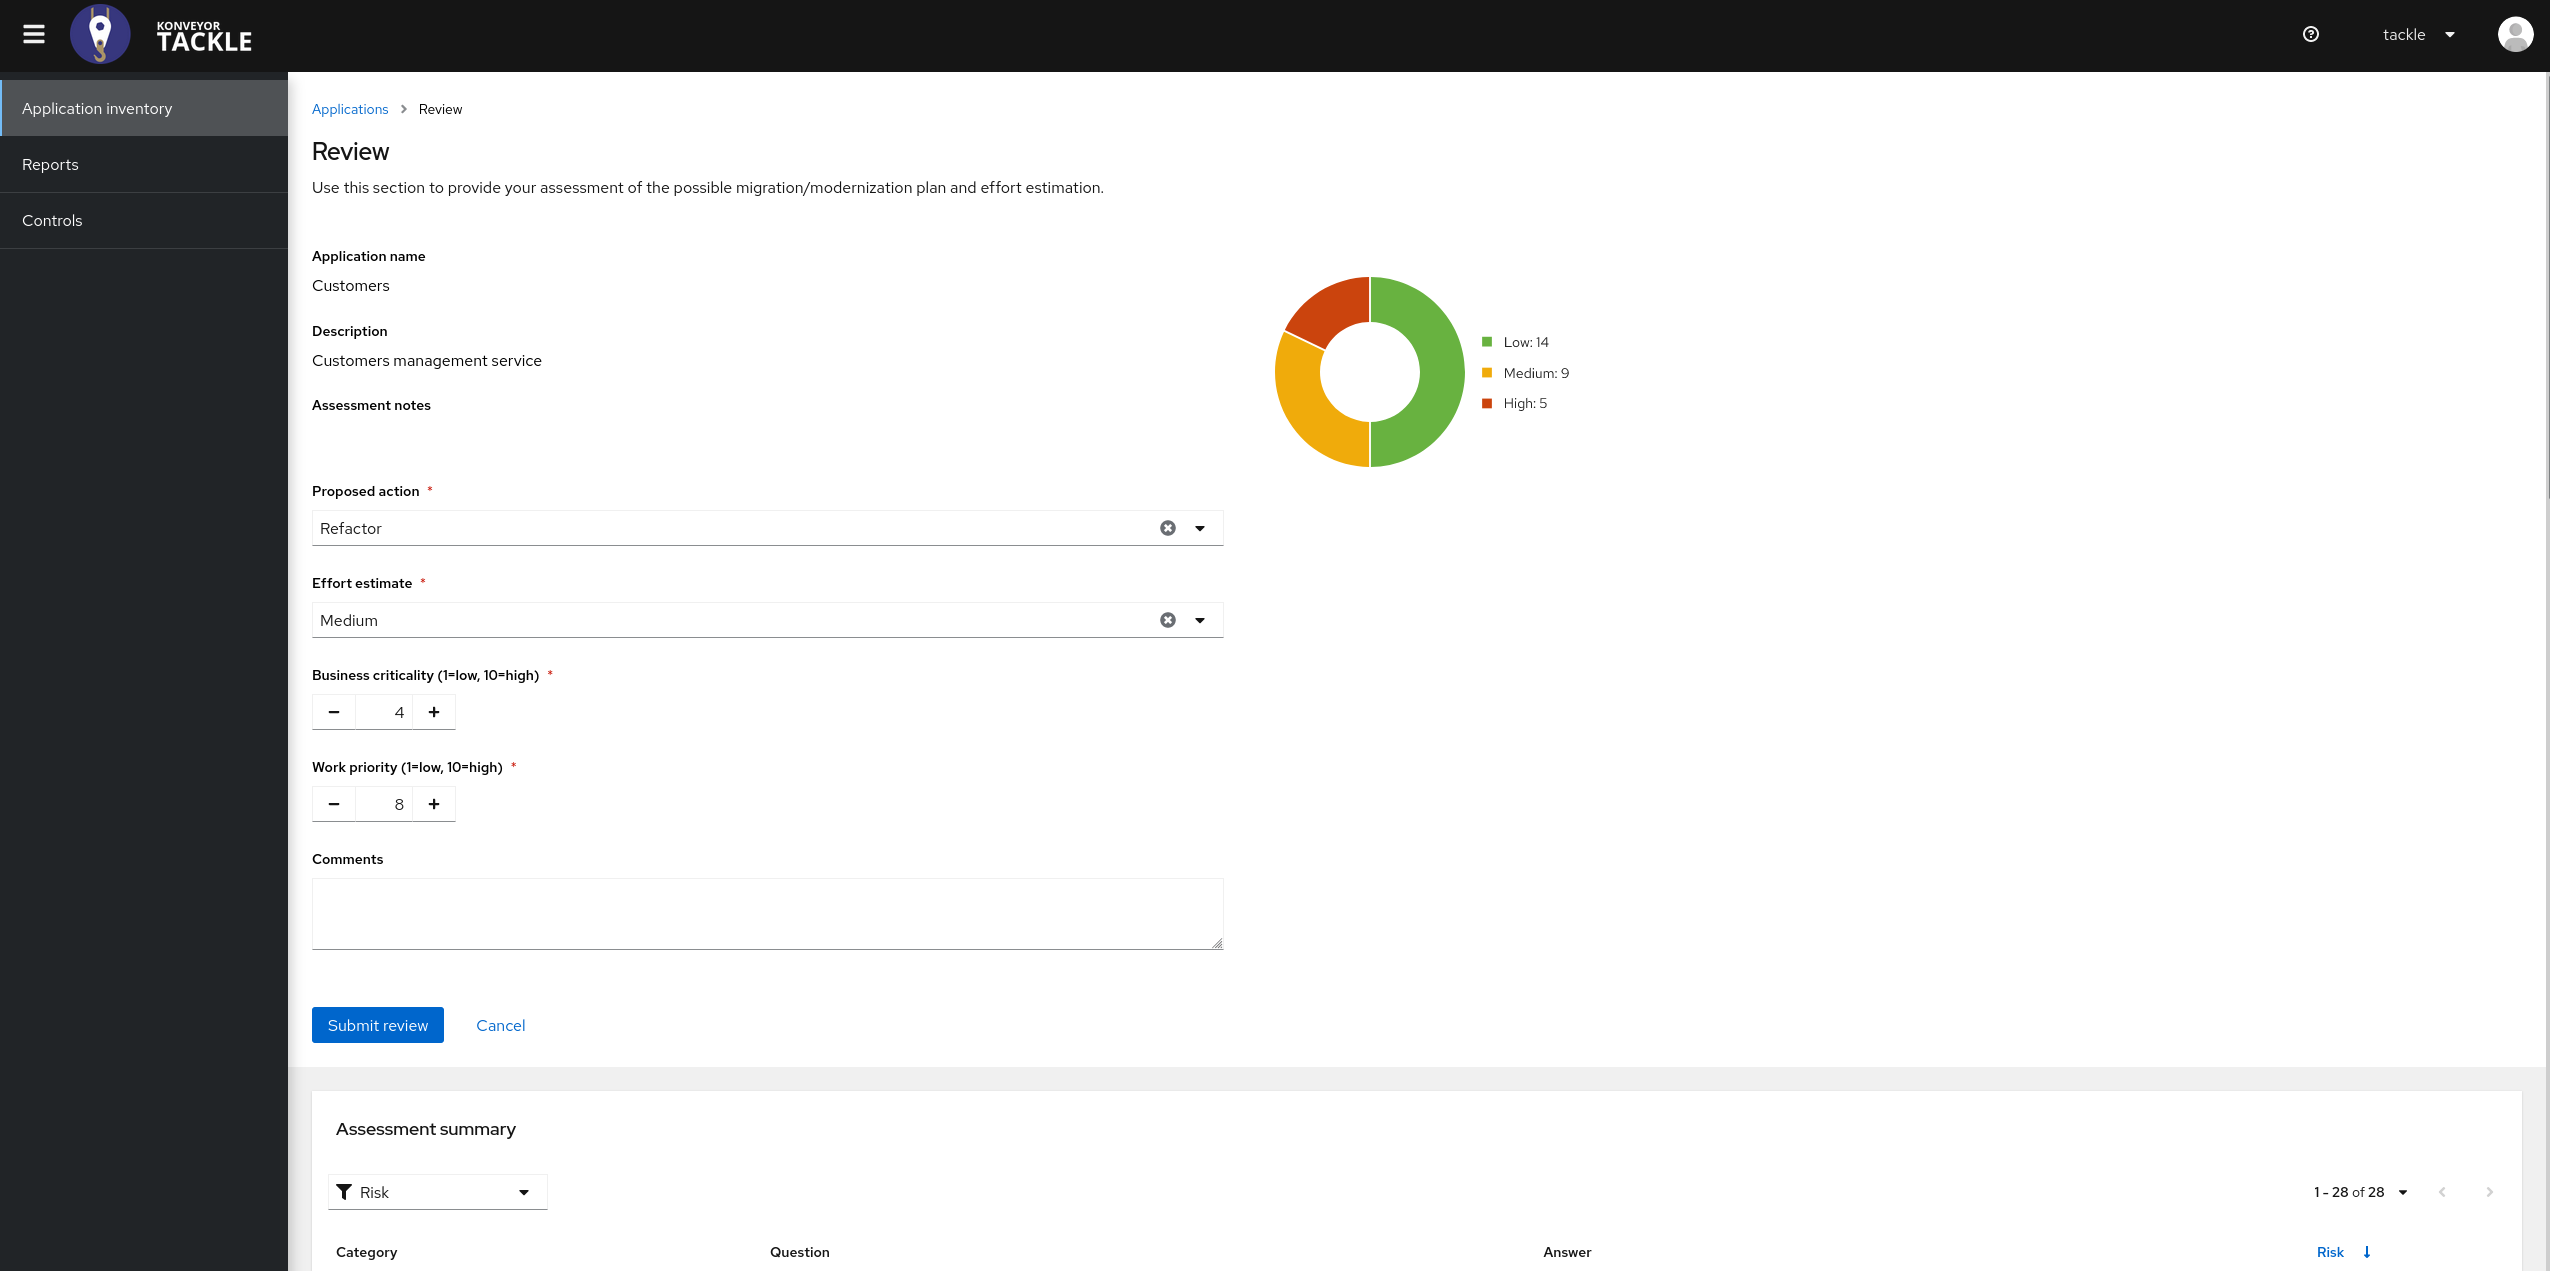 KONVEYOR
TACKLE
tackle
Application inventory
Reports
Controls
Applications > Review
Review
Use this section to provide your assessment of the possible migration/modernization plan and effort estimation.
Application name
Customers
Description
Customers management service
Assessment notes
Low: 14
Medium: 9
High: 5
Proposed action *
Refactor
Effort estimate *
Medium
Business criticality (1=low, 10=high) *
4
Work priority (1=low, 10=high) *
8
Comments
Submit review Cancel
Assessment summary
Risk 1 - 28 of 28
Category Question Answer Risk